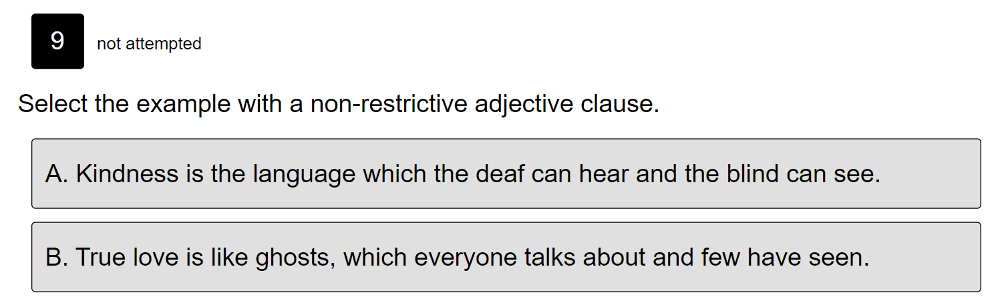 9
not attempted
Select the example with a non-restrictive adjective clause.
A. Kindness is the language which the deaf can hear and the blind can see.
B. True love is like ghosts, which everyone talks about and few have seen.